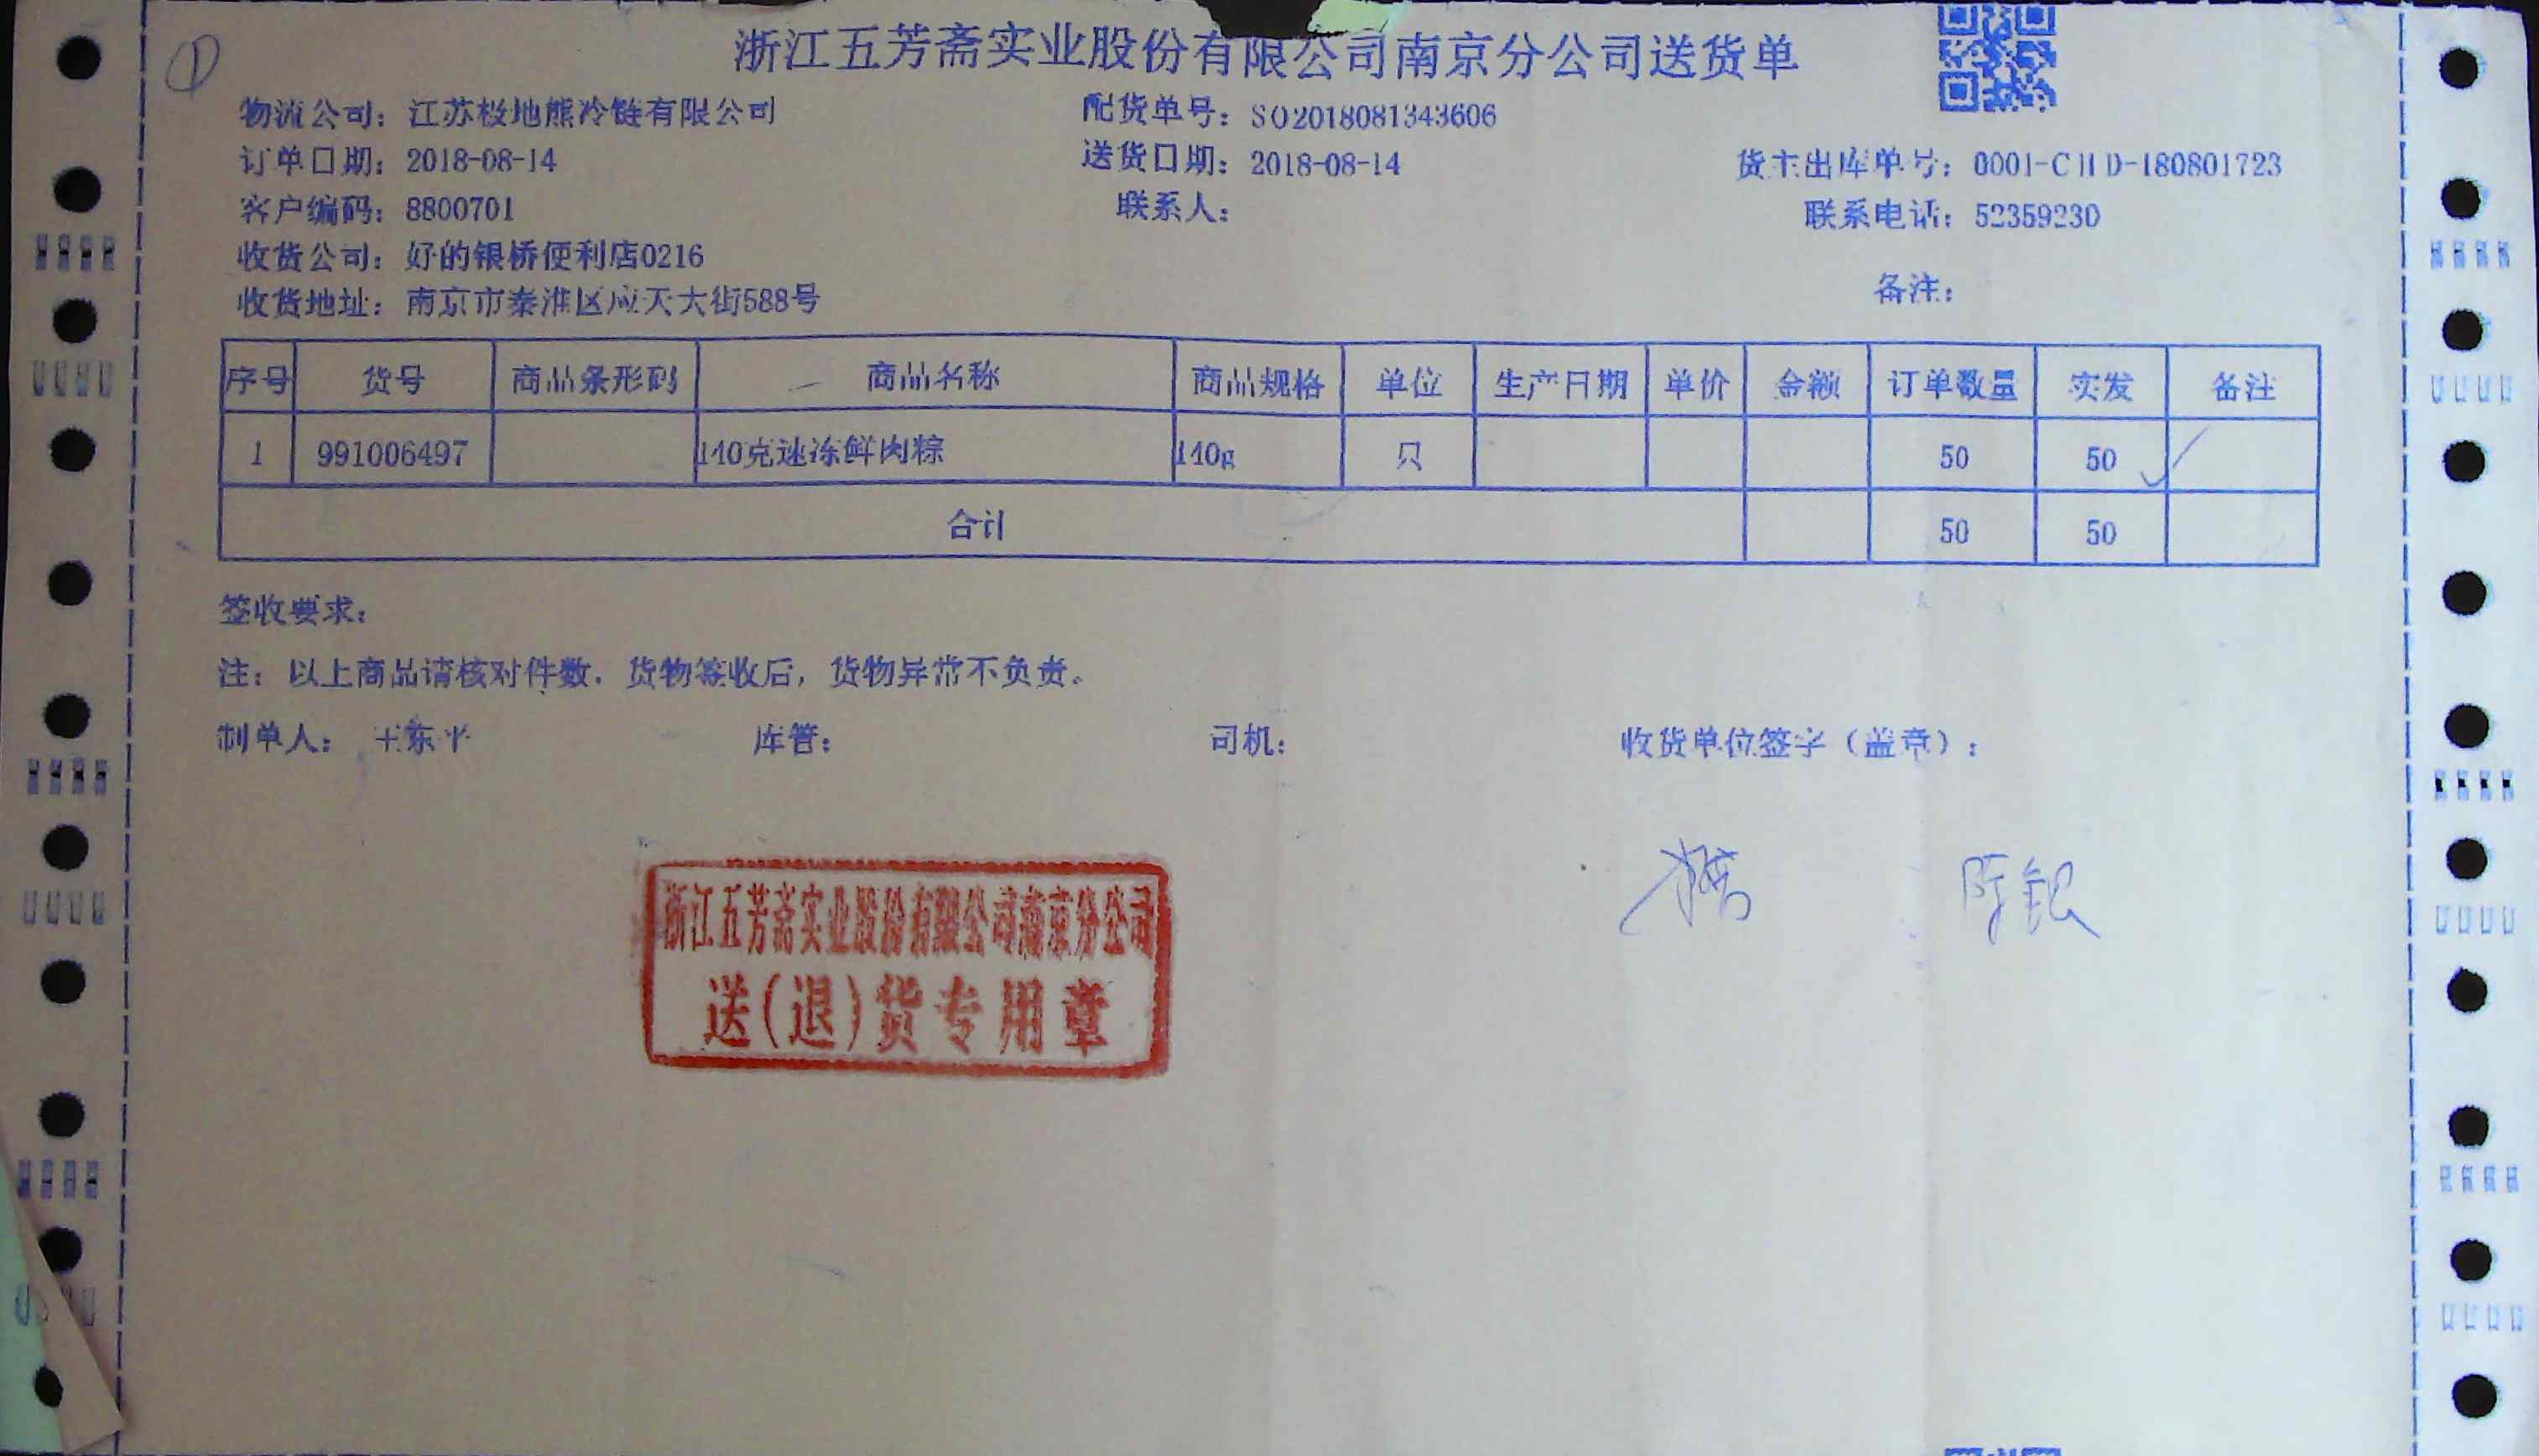 ①
浙江五芳斋实业股份有限公司南京分公司送货单
物流公司：江苏极地熊冷链有限公司 配货单号：SO2018081343606
订单日期：2018-08-14 送货日期：2018-08-14 货主出库单号：0001-CHD-180801723
客户编码：8800701 联系人： 联系电话：52359230
收货公司：好的银桥便利店0216
收货地址：南京市秦淮区应天大街588号 备注：
序号 货号 商品条形码 商品名称 商品规格 单位 生产日期 单价 金额 订单数量 实发 备注
1 991006497 140克速冻鲜肉粽 140g 只 50 50 ✓
合计 50 50
签收要求：
注：以上商品请核对件数，货物签收后，货物异常不负责。
制单人：王东平 库管： 司机： 收货单位签字（盖章）：
浙江五芳斋实业股份有限公司南京分公司
送(退)货专用章